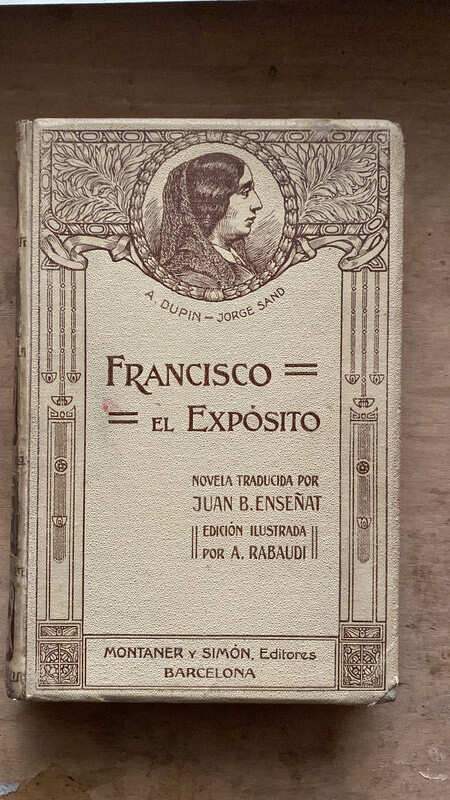 A. DUPIN – JORGE SAND
FRANCISCO
EL EXPÓSITO
NOVELA TRADUCIDA POR
JUAN B. ENSEÑAT
EDICIÓN ILUSTRADA
POR A. RABAUDI
MONTANER Y SIMÓN, Editores
BARCELONA